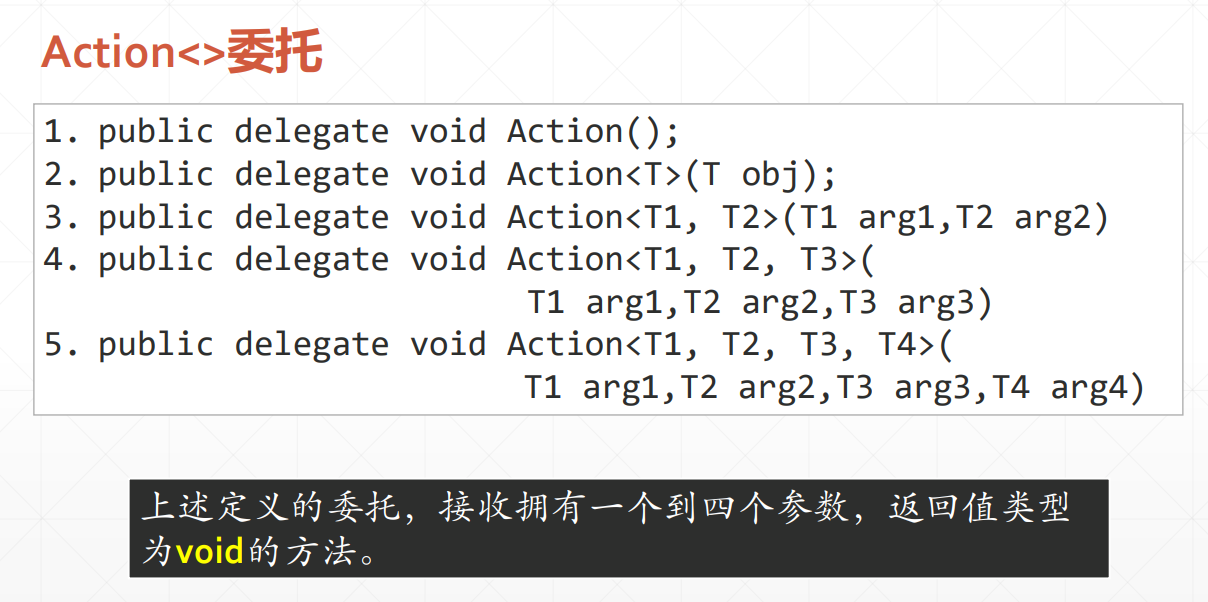 Action<>委托
1. public delegate void Action();
2. public delegate void Action<T>(T obj);
3. public delegate void Action<T1, T2>(T1 arg1,T2 arg2)
4. public delegate void Action<T1, T2, T3>(
T1 arg1,T2 arg2,T3 arg3)
5. public delegate void Action<T1, T2, T3, T4>(
T1 arg1,T2 arg2,T3 arg3,T4 arg4)
上述定义的委托，接收拥有一个到四个参数，返回值类型
为void的方法。